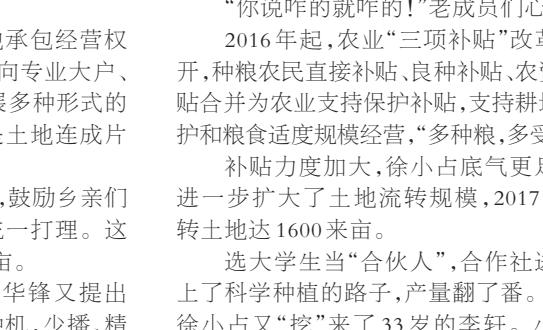 包承包经营权
向专业大户、
展多种形式的
土地连成片
,鼓励乡亲们
一打理。这
亩。
华锋又提出
机,少播、精
“你说咋的就咋的!”老成员们心
2016年起,农业“三项补贴”改
开,种粮农民直接补贴、良种补贴、农
贴合并为农业支持保护补贴,支持耕
护和粮食适度规模经营,“多种粮,多受
补贴力度加大,徐小占底气更足
进一步扩大了土地流转规模,2017
转土地达1600来亩。
选大学生当“合伙人”,合作社
上了科学种植的路子,产量翻了番。
徐小占又“挖”来了33岁的李轩。